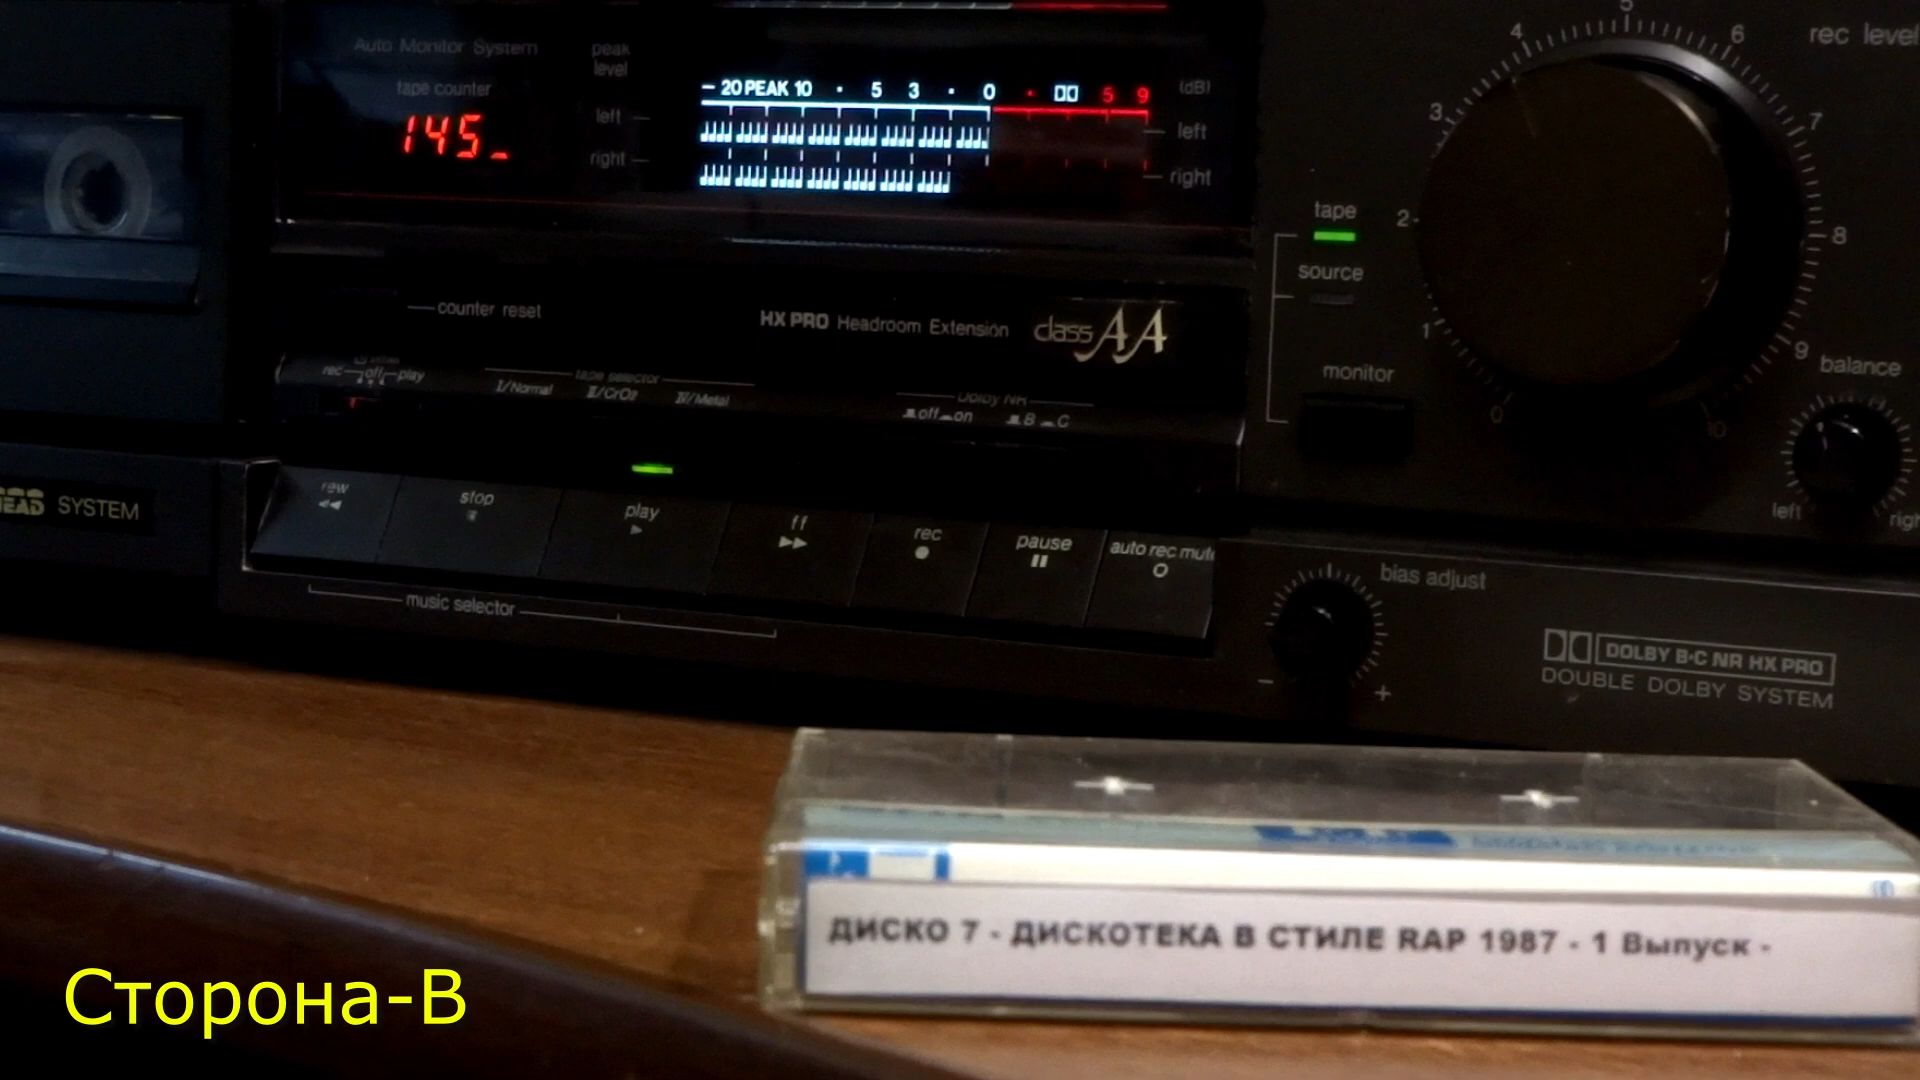 Auto Monitor System
tape counter
145
peak level
left
right
– 20 PEAK 10 · 5 3 · 0 · 5 9 (dB)
left
right
counter reset
HX PRO Headroom Extension
class AA
rec off play
tape selector
I/Normal II/CrO2 IV/Metal
Dolby NR
off on B C
rew
stop
play
ff
rec
pause
auto rec mute
music selector
HEAD SYSTEM
tape
source
monitor
rec level
0 1 2 3 4 5 6 7 8 9 10
balance
left
bias adjust
– +
DOLBY B·C NR HX PRO
DOUBLE DOLBY SYSTEM
ДИСКО 7 - ДИСКОТЕКА В СТИЛЕ RAP 1987 - 1 Выпуск -
Сторона-В